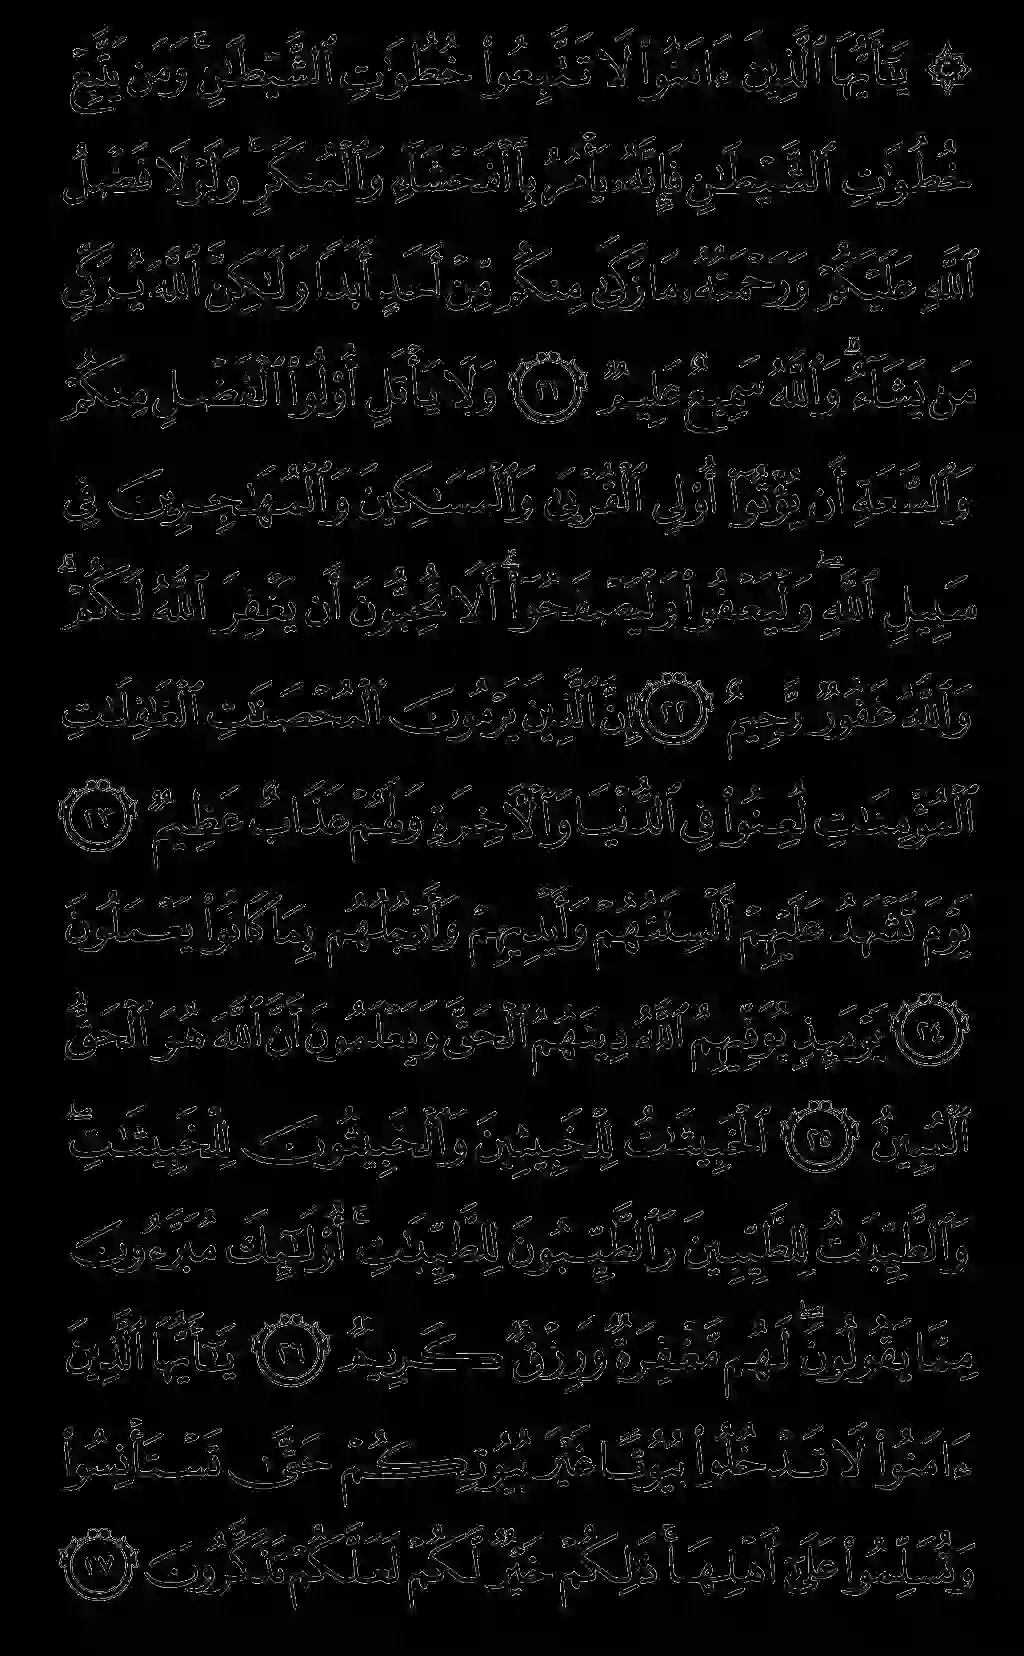 ۞ يَٰٓأَيُّهَا ٱلَّذِينَ ءَامَنُوا۟ لَا تَتَّبِعُوا۟ خُطُوَٰتِ ٱلشَّيْطَٰنِ ۚ وَمَن يَتَّبِعْ
خُطُوَٰتِ ٱلشَّيْطَٰنِ فَإِنَّهُۥ يَأْمُرُ بِٱلْفَحْشَآءِ وَٱلْمُنكَرِ ۚ وَلَوْلَا فَضْلُ
ٱللَّهِ عَلَيْكُمْ وَرَحْمَتُهُۥ مَا زَكَىٰ مِنكُم مِّنْ أَحَدٍ أَبَدًا وَلَٰكِنَّ ٱللَّهَ يُزَكِّى
مَن يَشَآءُ ۗ وَٱللَّهُ سَمِيعٌ عَلِيمٌ ٢١ وَلَا يَأْتَلِ أُو۟لُوا۟ ٱلْفَضْلِ مِنكُمْ
وَٱلسَّعَةِ أَن يُؤْتُوٓا۟ أُو۟لِى ٱلْقُرْبَىٰ وَٱلْمَسَٰكِينَ وَٱلْمُهَٰجِرِينَ فِى
سَبِيلِ ٱللَّهِ ۖ وَلْيَعْفُوا۟ وَلْيَصْفَحُوٓا۟ ۗ أَلَا تُحِبُّونَ أَن يَغْفِرَ ٱللَّهُ لَكُمْ ۗ
وَٱللَّهُ غَفُورٌ رَّحِيمٌ ٢٢ إِنَّ ٱلَّذِينَ يَرْمُونَ ٱلْمُحْصَنَٰتِ ٱلْغَٰفِلَٰتِ
ٱلْمُؤْمِنَٰتِ لُعِنُوا۟ فِى ٱلدُّنْيَا وَٱلْءَاخِرَةِ وَلَهُمْ عَذَابٌ عَظِيمٌ ٢٣
يَوْمَ تَشْهَدُ عَلَيْهِمْ أَلْسِنَتُهُمْ وَأَيْدِيهِمْ وَأَرْجُلُهُم بِمَا كَانُوا۟ يَعْمَلُونَ
٢٤ يَوْمَئِذٍ يُوَفِّيهِمُ ٱللَّهُ دِينَهُمُ ٱلْحَقَّ وَيَعْلَمُونَ أَنَّ ٱللَّهَ هُوَ ٱلْحَقُّ
ٱلْمُبِينُ ٢٥ ٱلْخَبِيثَٰتُ لِلْخَبِيثِينَ وَٱلْخَبِيثُونَ لِلْخَبِيثَٰتِ ۖ
وَٱلطَّيِّبَٰتُ لِلطَّيِّبِينَ وَٱلطَّيِّبُونَ لِلطَّيِّبَٰتِ ۚ أُو۟لَٰٓئِكَ مُبَرَّءُونَ
مِمَّا يَقُولُونَ ۖ لَهُم مَّغْفِرَةٌ وَرِزْقٌ كَرِيمٌ ٢٦ يَٰٓأَيُّهَا ٱلَّذِينَ
ءَامَنُوا۟ لَا تَدْخُلُوا۟ بُيُوتًا غَيْرَ بُيُوتِكُمْ حَتَّىٰ تَسْتَأْنِسُوا۟
وَتُسَلِّمُوا۟ عَلَىٰٓ أَهْلِهَا ۚ ذَٰلِكُمْ خَيْرٌ لَّكُمْ لَعَلَّكُمْ تَذَكَّرُونَ ٢٧